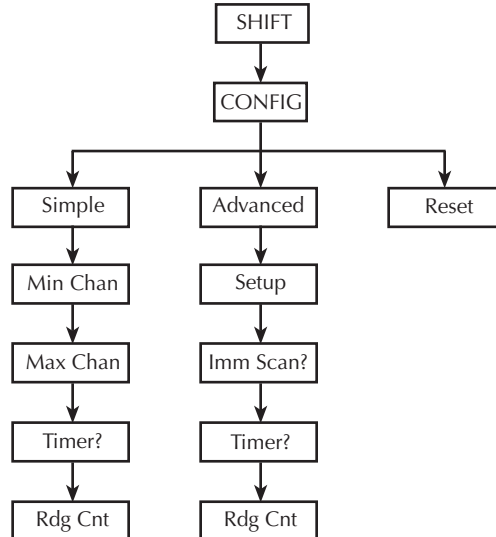 SHIFT
CONFIG
Simple
Advanced
Reset
Min Chan
Setup
Max Chan
Imm Scan?
Timer?
Timer?
Rdg Cnt
Rdg Cnt